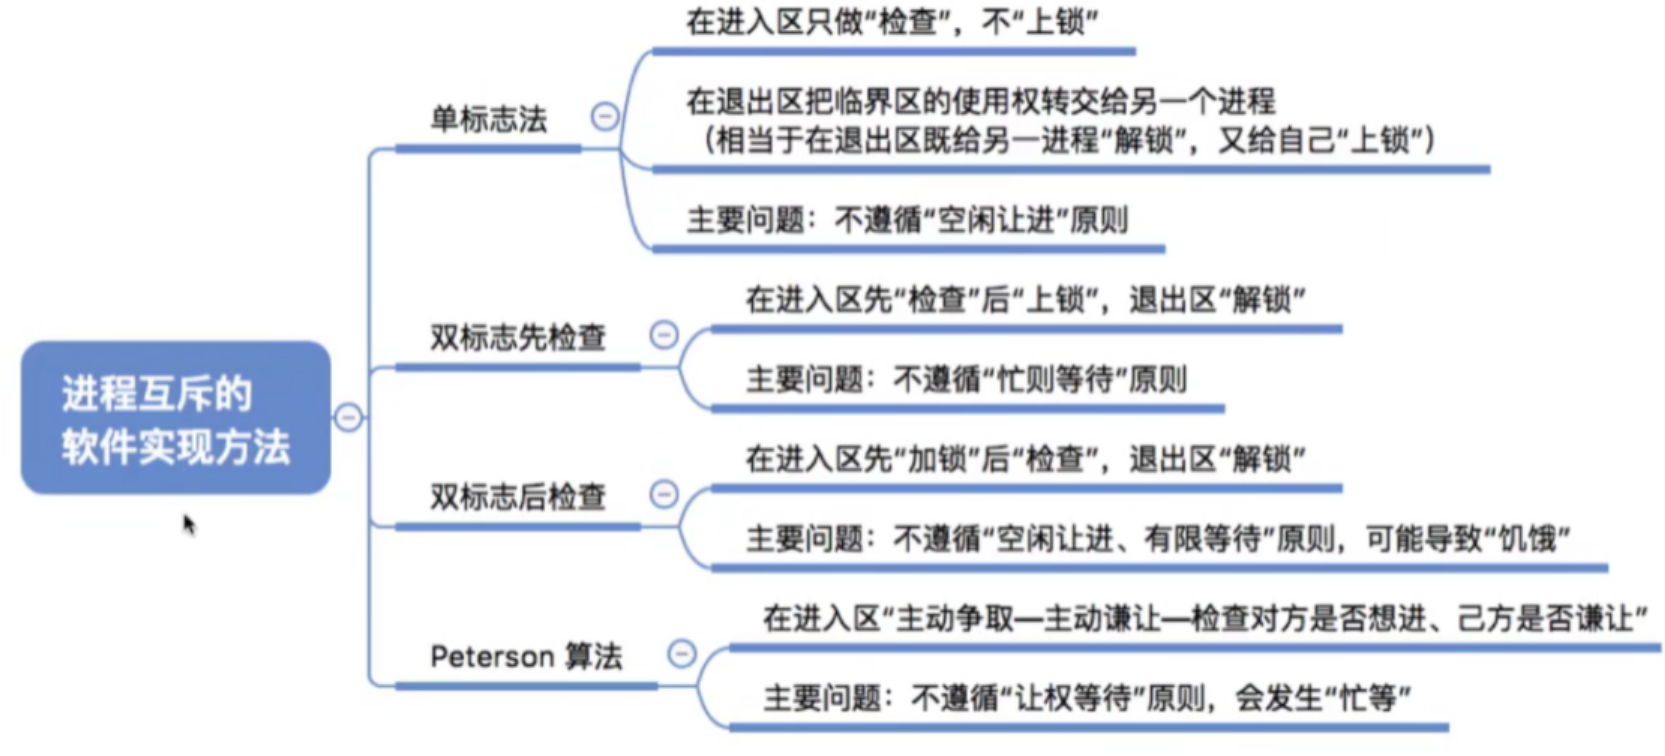 进程互斥的
软件实现方法
单标志法
在进入区只做“检查”，不“上锁”
在退出区把临界区的使用权转交给另一个进程
（相当于在退出区既给另一进程“解锁”，又给自己“上锁”）
主要问题：不遵循“空闲让进”原则
双标志先检查
在进入区先“检查”后“上锁”，退出区“解锁”
主要问题：不遵循“忙则等待”原则
双标志后检查
在进入区先“加锁”后“检查”，退出区“解锁”
主要问题：不遵循“空闲让进、有限等待”原则，可能导致“饥饿”
Peterson 算法
在进入区“主动争取—主动谦让—检查对方是否想进、己方是否谦让”
主要问题：不遵循“让权等待”原则，会发生“忙等”